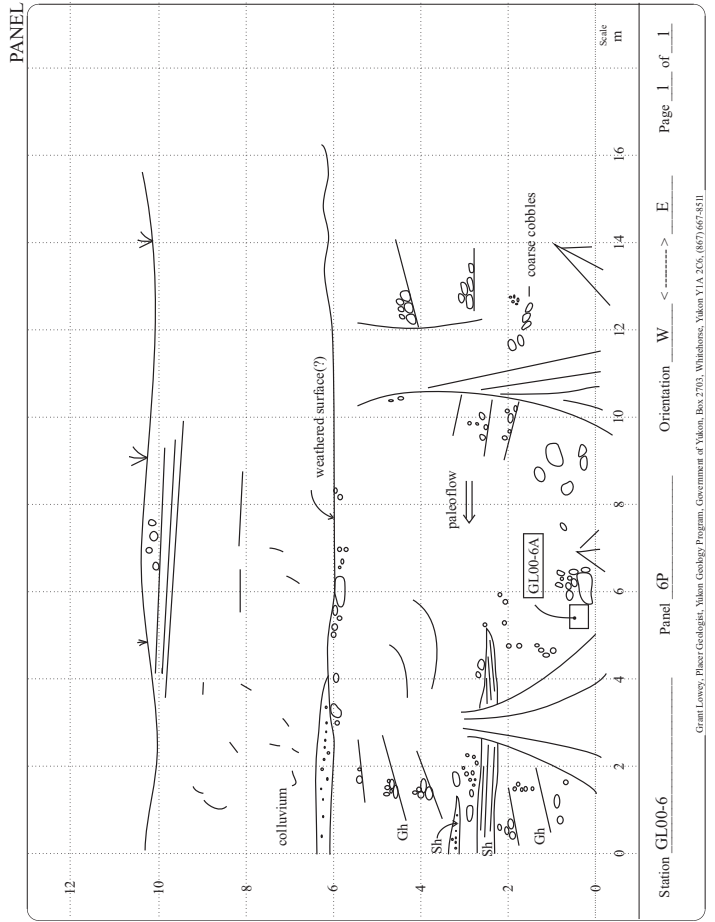 PANEL
12
10
8
6
4
2
0
0
2
4
6
8
10
12
14
16
Scale
m
colluvium
weathered surface(?)
paleoflow
GL00-6A
coarse cobbles
Gh
Sh
Sh
Gh
Station GL00-6 Panel 6P Orientation W <--------> E Page 1 of 1
Grant Lowey, Placer Geologist, Yukon Geology Program, Government of Yukon, Box 2703, Whitehorse, Yukon Y1A 2C6, (867) 667-8511